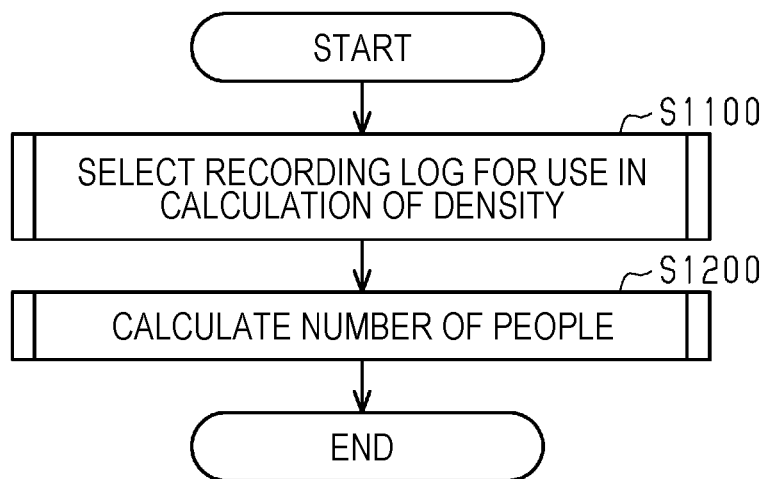 START
S1100
SELECT RECORDING LOG FOR USE IN
CALCULATION OF DENSITY
S1200
CALCULATE NUMBER OF PEOPLE
END